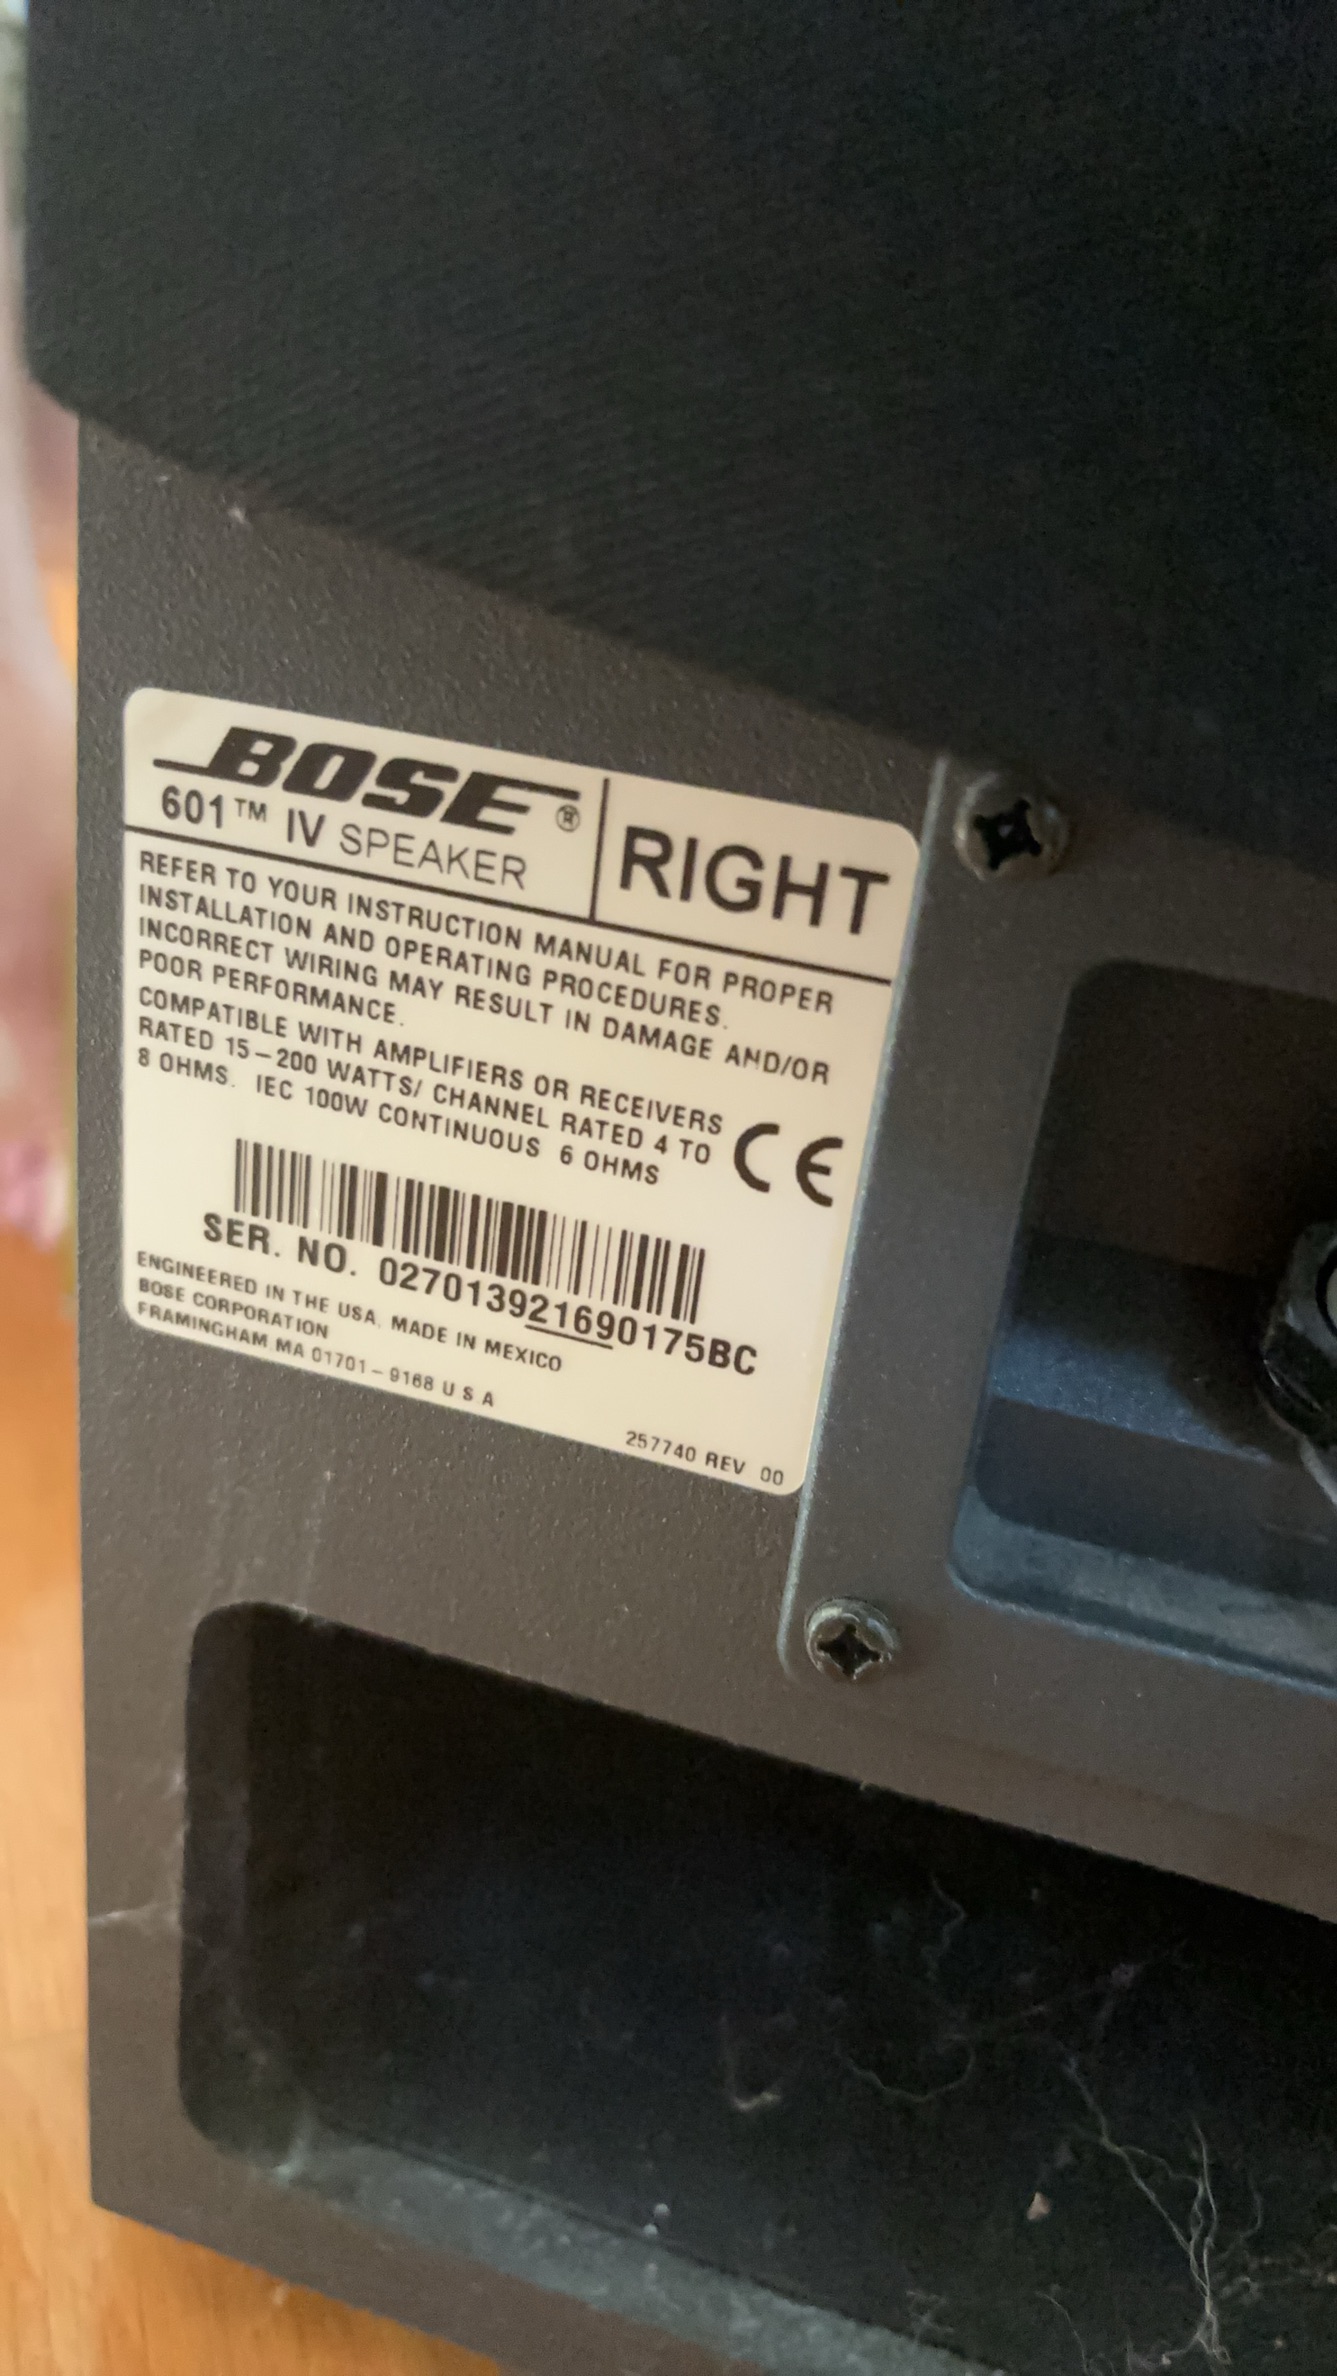 BOSE®
601™ IV SPEAKER
RIGHT
REFER TO YOUR INSTRUCTION MANUAL FOR PROPER
INSTALLATION AND OPERATING PROCEDURES.
INCORRECT WIRING MAY RESULT IN DAMAGE AND/OR
POOR PERFORMANCE.
COMPATIBLE WITH AMPLIFIERS OR RECEIVERS
RATED 15-200 WATTS/ CHANNEL RATED 4 TO
8 OHMS. IEC 100W CONTINUOUS 6 OHMS
CE
SER. NO. 027013921690175BC
ENGINEERED IN THE USA. MADE IN MEXICO
BOSE CORPORATION
FRAMINGHAM MA 01701-9168 U S A
257740 REV 00